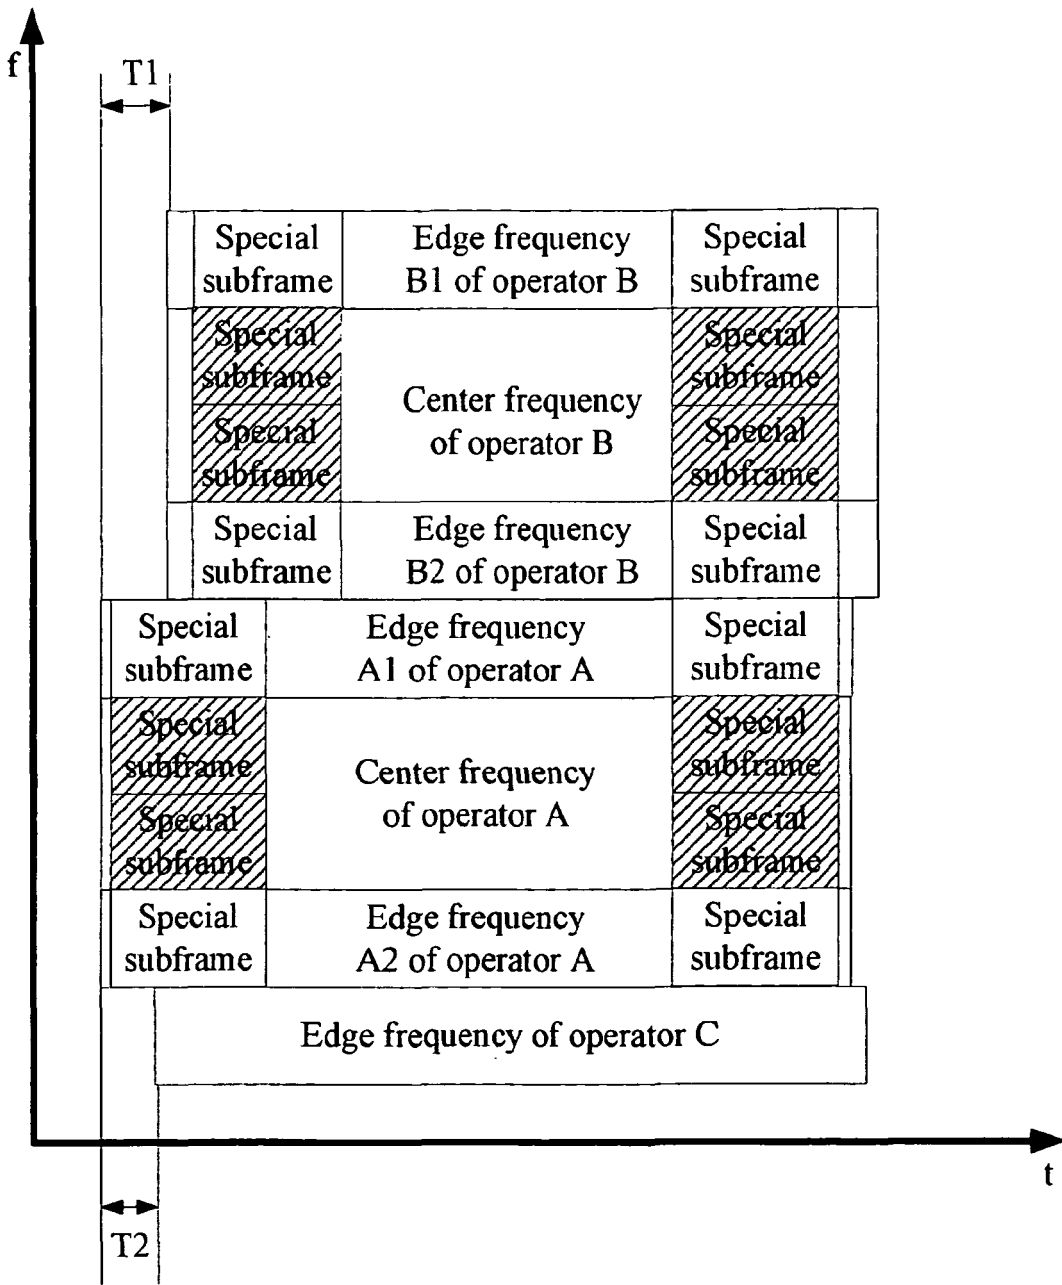 f
T1
Special subframe
Edge frequency B1 of operator B
Special subframe
Special subframe
Special subframe
Center frequency of operator B
Special subframe
Special subframe
Special subframe
Edge frequency B2 of operator B
Special subframe
Special subframe
Edge frequency A1 of operator A
Special subframe
Special subframe
Special subframe
Center frequency of operator A
Special subframe
Special subframe
Special subframe
Edge frequency A2 of operator A
Special subframe
Edge frequency of operator C
t
T2